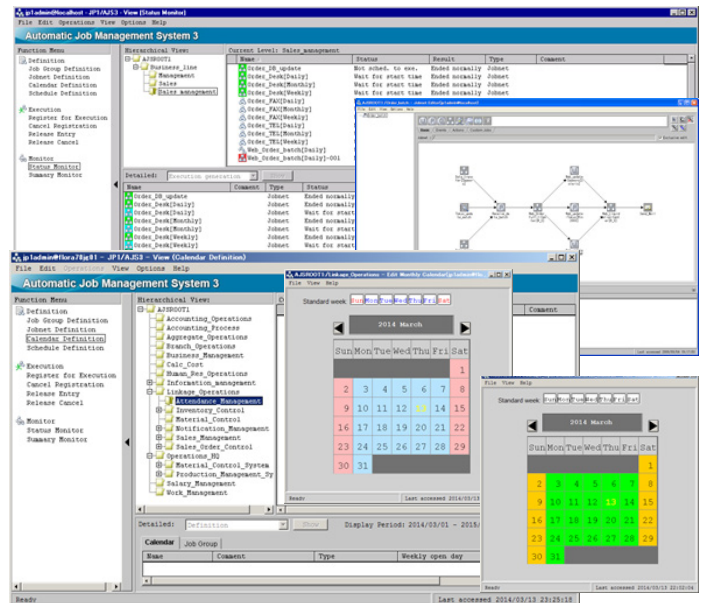 jp1admin@localhost - JP1/AJS3 - View (Status Monitor)
File Edit Operations View Options Help
Automatic Job Management System 3
Function Menu
Definition
Job Group Definition
Jobnet Definition
Calendar Definition
Schedule Definition
Execution
Register for Execution
Cancel Registration
Release Entry
Release Cancel
Monitor
Status Monitor
Summary Monitor
Hierarchical View:
AJSROOT1
Business_line
Management
Sales
Sales management
Current Level: Sales_management
Name Status Result Type Comment
Order_DB_update Not sched. to exe. Ended normally Jobnet
Order_Desk[Daily] Wait for start time Ended normally Jobnet
Order_Desk[Monthly] Wait for start time Ended normally Jobnet
Order_Desk[Weekly] Wait for start time Ended normally Jobnet
Order_FAX[Daily]
Order_FAX[Monthly]
Order_FAX[Weekly]
Order_TEL[Daily]
Order_TEL[Monthly]
Order_TEL[Weekly]
Web_Order_batch[Daily]
Web_Order_batch[Daily]-001
Detailed: Execution generation Show
Name Comment Type Status
Order_DB_update Jobnet Ended normally
Order_Desk[Daily] Jobnet Ended normally
Order_Desk[Daily] Jobnet Wait for start
Order_Desk[Monthly] Jobnet Ended normally
Order_Desk[Monthly] Jobnet Wait for start
Order_Desk[Weekly] Jobnet Ended normally
Order_Desk[Weekly] Jobnet Wait for start
jp1admin@flora78jg01 - JP1/AJS3 - View (Calendar Definition)
File Edit Operations View Options Help
Automatic Job Management System 3
Function Menu
Definition
Job Group Definition
Jobnet Definition
Calendar Definition
Schedule Definition
Execution
Register for Execution
Cancel Registration
Release Entry
Release Cancel
Monitor
Status Monitor
Summary Monitor
Hierarchical View:
AJSROOT1
Accounting_Operations
Accounting_Process
Aggregate_Operations
Branch_Operations
Business_Management
Calc_Cost
Human_Res_Operations
Information_management
Linkage_Operations
Attendance_Management
Inventory_Control
Material_Control
Notification_Management
Sales_Management
Sales_Order_Control
Operations_HQ
Material_Control_System
Production_Management_Sy
Salary_Management
Work_Management
Comment
Detailed: Definition Show Display Period: 2014/03/01 - 2015/
Calendar Job Group
Name Comment Type Weekly open day
Ready Last accessed 2014/03/13 23:25:18
AJSROOT1/Linkage_Operations - Edit Monthly Calendar
File View Help
Standard week: Sun Mon Tue Wed Thu Fri Sat
2014 March
Sun Mon Tue Wed Thu Fri Sat
1
2 3 4 5 6 7 8
9 10 11 12 13 14 15
16 17 18 19 20 21 22
23 24 25 26 27 28 29
30 31
Ready Last accessed 2014/03/13
File View Help
Standard week: Sun Mon Tue Wed Thu Fri Sat
2014 March
Sun Mon Tue Wed Thu Fri Sat
1
2 3 4 5 6 7 8
9 10 11 12 13 14 15
16 17 18 19 20 21 22
23 24 25 26 27 28 29
30 31
Ready Last accessed 2014/03/13 22:02:04